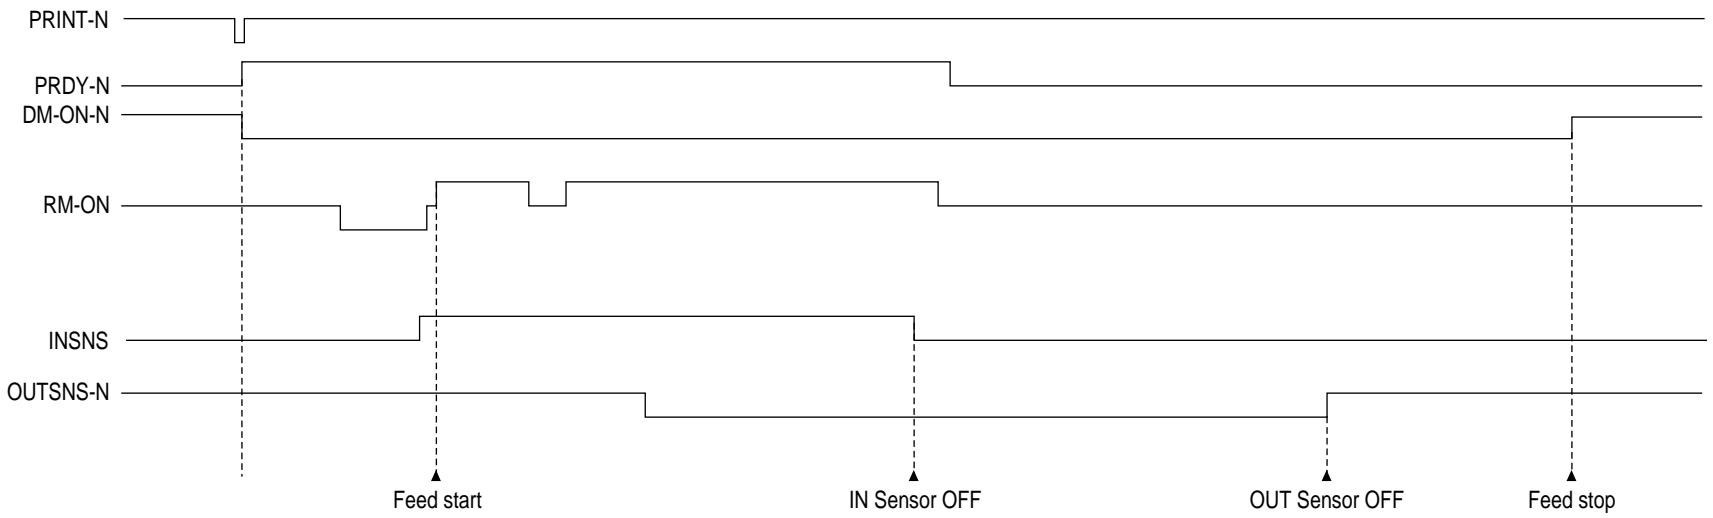 PRINT-N
PRDY-N
DM-ON-N
RM-ON
INSNS
OUTSNS-N
Feed start
IN Sensor OFF
OUT Sensor OFF
Feed stop